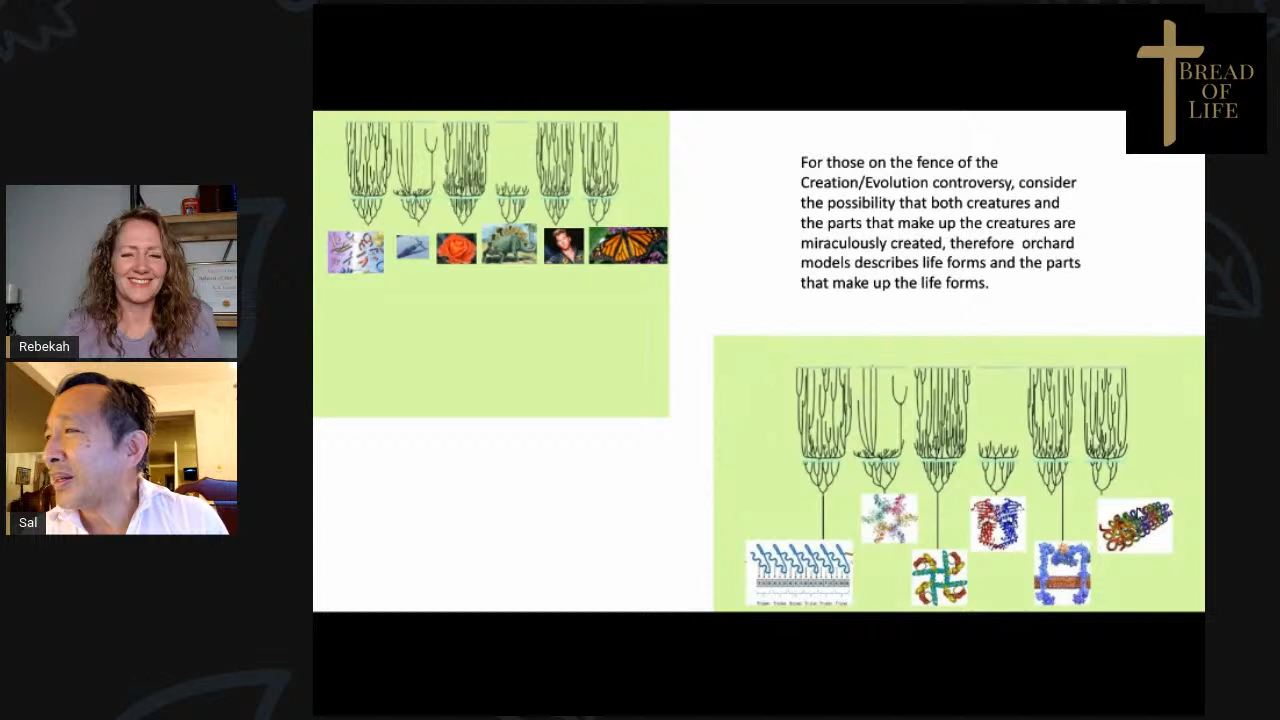 BREAD
OF
LIFE
For those on the fence of the
Creation/Evolution controversy, consider
the possibility that both creatures and
the parts that make up the creatures are
miraculously created, therefore orchard
models describes life forms and the parts
that make up the life forms.
Rebekah
Sal